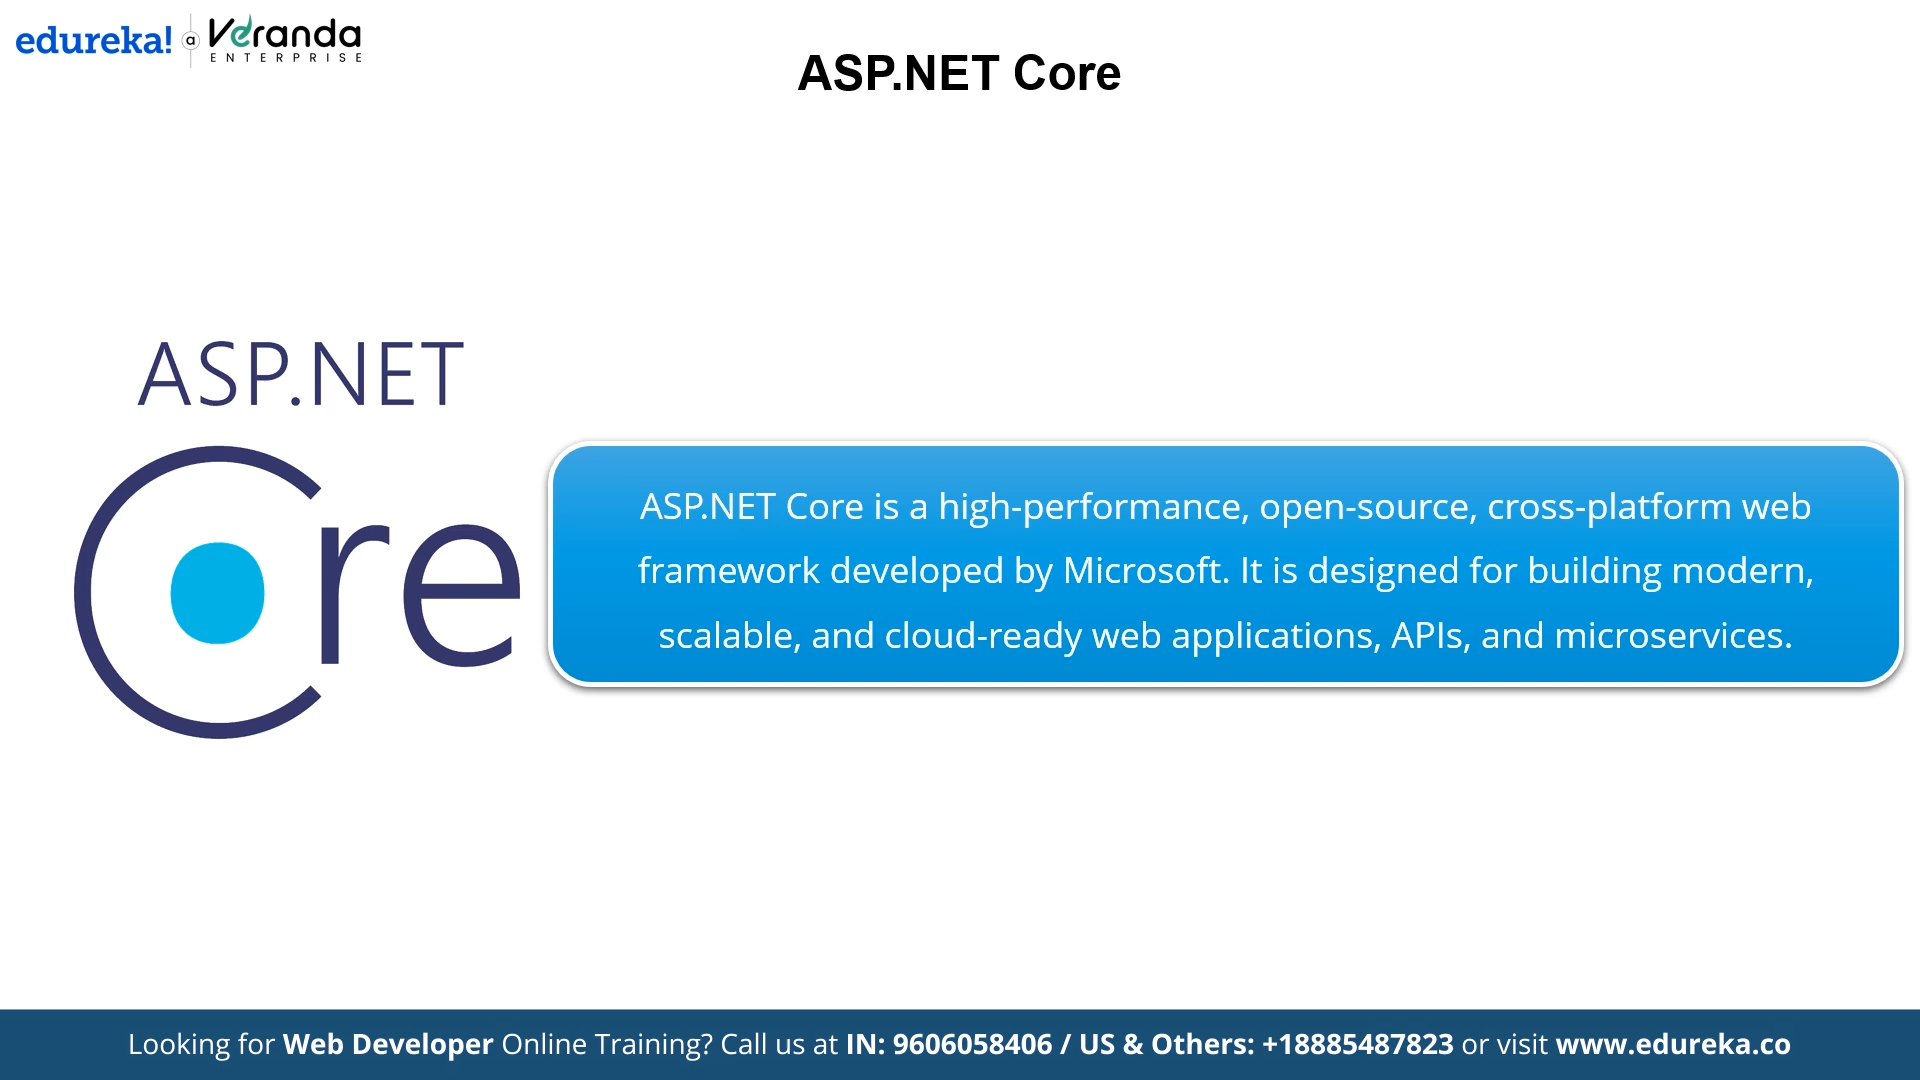 edureka! a Veranda
ENTERPRISE
ASP.NET Core
ASP.NET
Core
ASP.NET Core is a high-performance, open-source, cross-platform web
framework developed by Microsoft. It is designed for building modern,
scalable, and cloud-ready web applications, APIs, and microservices.
Looking for Web Developer Online Training? Call us at IN: 9606058406 / US & Others: +18885487823 or visit www.edureka.co